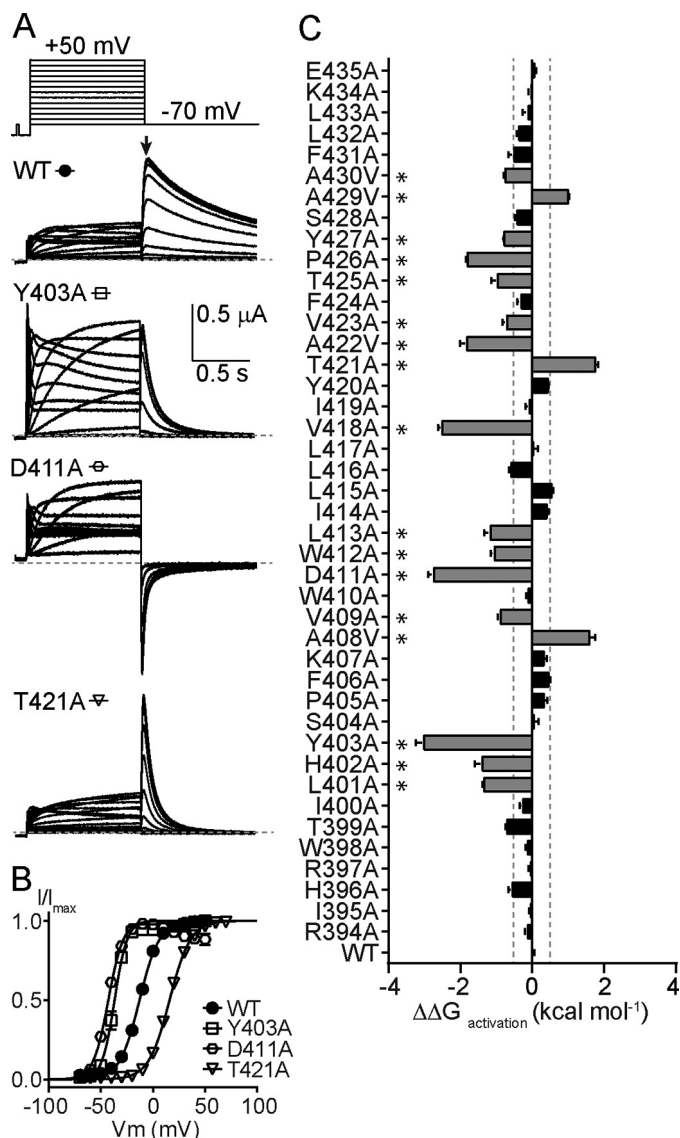 A
+50 mV
-70 mV
WT
Y403A
0.5 μA
0.5 s
D411A
T421A
B
I/Imax
1.0
0.5
0.0
WT
Y403A
D411A
T421A
-100 -50 0 50 100
Vm (mV)
C
E435A
K434A
L433A
L432A
F431A
A430V *
A429V *
S428A
Y427A *
P426A *
T425A *
F424A
V423A *
A422V *
T421A *
Y420A
I419A
V418A *
L417A
L416A
L415A
I414A
L413A *
W412A *
D411A *
W410A
V409A *
A408V *
K407A
F406A
P405A
S404A
Y403A *
H402A *
L401A *
I400A
T399A
W398A
R397A
H396A
I395A
R394A
WT
-4 -2 0 2 4
ΔΔG activation (kcal mol-1)